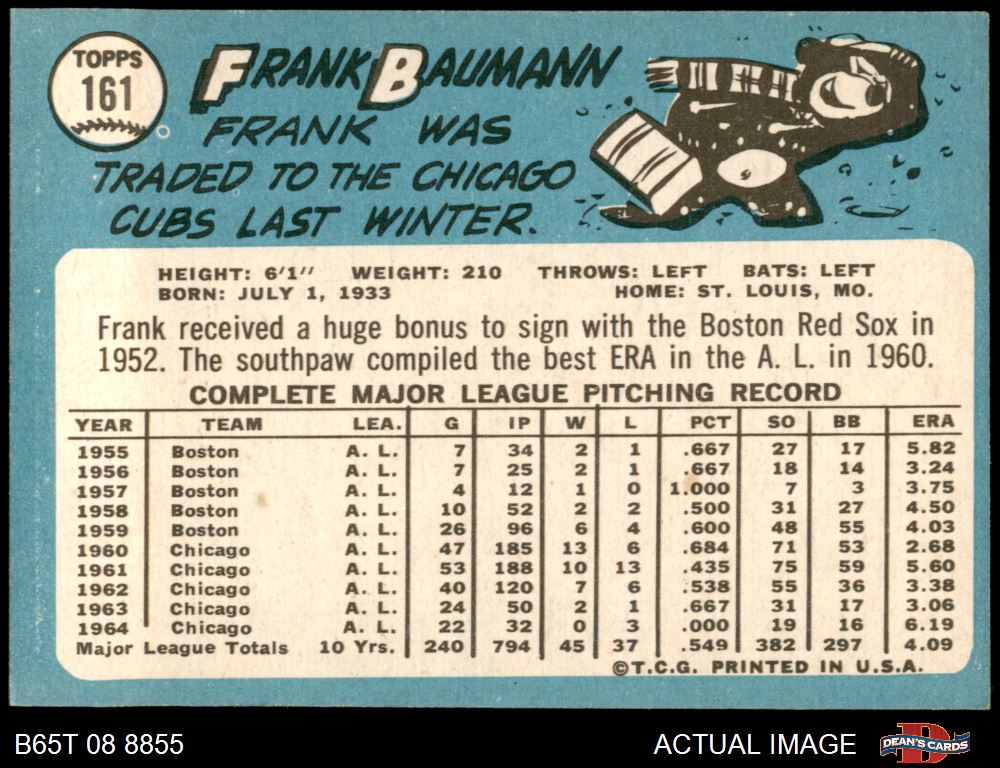 TOPPS
161
FRANK BAUMANN
FRANK WAS
TRADED TO THE CHICAGO
CUBS LAST WINTER.
HEIGHT: 6'1" WEIGHT: 210 THROWS: LEFT BATS: LEFT
BORN: JULY 1, 1933 HOME: ST. LOUIS, MO.
Frank received a huge bonus to sign with the Boston Red Sox in
1952. The southpaw compiled the best ERA in the A. L. in 1960.
COMPLETE MAJOR LEAGUE PITCHING RECORD
YEAR TEAM LEA. G IP W L PCT SO BB ERA
1955 Boston A. L. 7 34 2 1 .667 27 17 5.82
1956 Boston A. L. 7 25 2 1 .667 18 14 3.24
1957 Boston A. L. 4 12 1 0 1.000 7 3 3.75
1958 Boston A. L. 10 52 2 2 .500 31 27 4.50
1959 Boston A. L. 26 96 6 4 .600 48 55 4.03
1960 Chicago A. L. 47 185 13 6 .684 71 53 2.68
1961 Chicago A. L. 53 188 10 13 .435 75 59 5.60
1962 Chicago A. L. 40 120 7 6 .538 55 36 3.38
1963 Chicago A. L. 24 50 2 1 .667 31 17 3.06
1964 Chicago A. L. 22 32 0 3 .000 19 16 6.19
Major League Totals 10 Yrs. 240 794 45 37 .549 382 297 4.09
©T.C.G. PRINTED IN U.S.A.
B65T 08 8855 ACTUAL IMAGE D DEAN'S CARDS